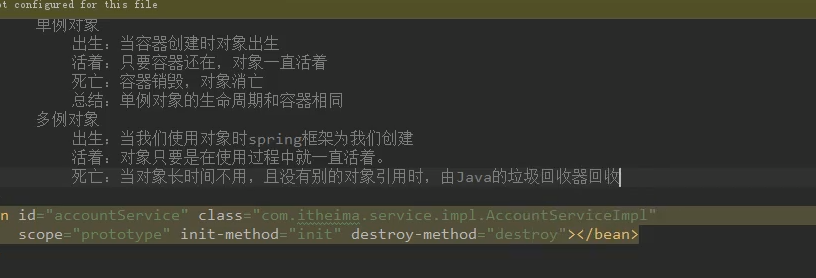 ot configured for this file
单例对象
出生：当容器创建时对象出生
活着：只要容器还在，对象一直活着
死亡：容器销毁，对象消亡
总结：单例对象的生命周期和容器相同
多例对象
出生：当我们使用对象时spring框架为我们创建
活着：对象只要是在使用过程中就一直活着。
死亡：当对象长时间不用，且没有别的对象引用时，由Java的垃圾回收器回收
n id="accountService" class="com.itheima.service.impl.AccountServiceImpl"
scope="prototype" init-method="init" destroy-method="destroy"></bean>